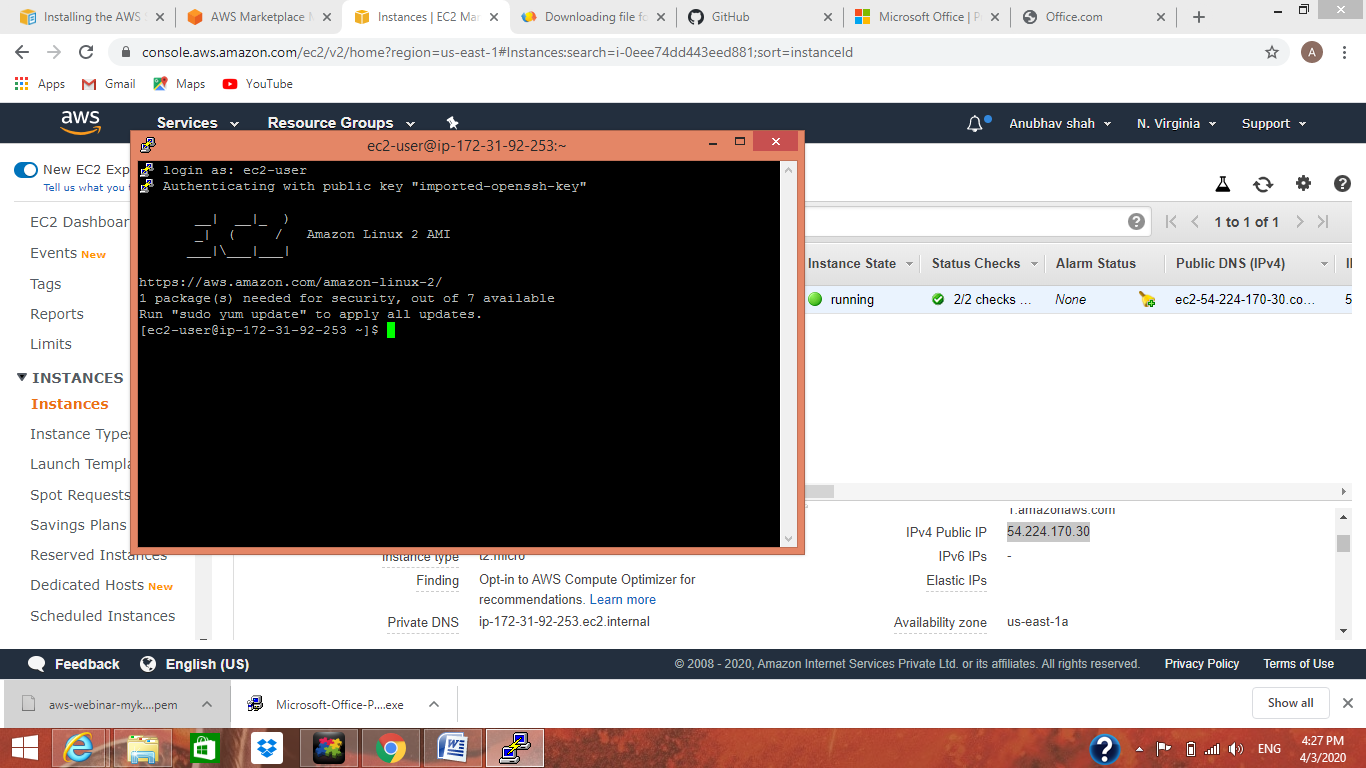 Installing the AWS
AWS Marketplace
Instances | EC2 Mar
Downloading file fo
GitHub
Microsoft Office | P
Office.com
console.aws.amazon.com/ec2/v2/home?region=us-east-1#Instances:search=i-0eee74dd443eed881;sort=instanceId
A
Apps
Gmail
Maps
YouTube
aws
Services
Resource Groups
Anubhav shah
N. Virginia
Support
New EC2 Exp
Tell us what you t
EC2 Dashboar
Events New
Tags
Reports
Limits
INSTANCES
Instances
Instance Types
Launch Templa
Spot Requests
Savings Plans
Reserved Instances
Dedicated Hosts New
Scheduled Instances
ec2-user@ip-172-31-92-253:~
login as: ec2-user
Authenticating with public key "imported-openssh-key"
__|  __|_  )
_|  (     /   Amazon Linux 2 AMI
___|\___|___|
https://aws.amazon.com/amazon-linux-2/
1 package(s) needed for security, out of 7 available
Run "sudo yum update" to apply all updates.
[ec2-user@ip-172-31-92-253 ~]$
1 to 1 of 1
Instance State
Status Checks
Alarm Status
Public DNS (IPv4)
running
2/2 checks ...
None
ec2-54-224-170-30.co...
5
1.amazonaws.com
IPv4 Public IP
54.224.170.30
Instance type
t2.micro
IPv6 IPs
-
Finding
Opt-in to AWS Compute Optimizer for
recommendations. Learn more
Elastic IPs
Private DNS
ip-172-31-92-253.ec2.internal
Availability zone
us-east-1a
Feedback
English (US)
© 2008 - 2020, Amazon Internet Services Private Ltd. or its affiliates. All rights reserved.
Privacy Policy
Terms of Use
aws-webinar-myk....pem
Microsoft-Office-P....exe
Show all
ENG
4:27 PM
4/3/2020